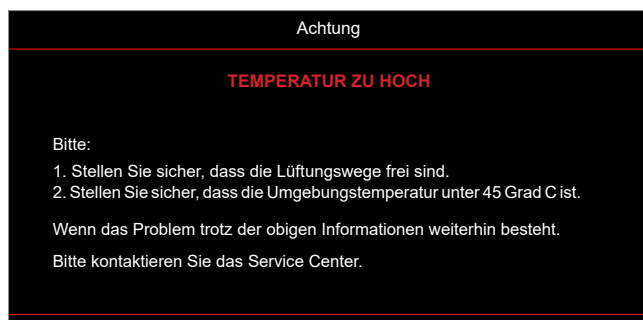 Achtung
TEMPERATUR ZU HOCH
Bitte:
1. Stellen Sie sicher, dass die Lüftungswege frei sind.
2. Stellen Sie sicher, dass die Umgebungstemperatur unter 45 Grad C ist.
Wenn das Problem trotz der obigen Informationen weiterhin besteht.
Bitte kontaktieren Sie das Service Center.